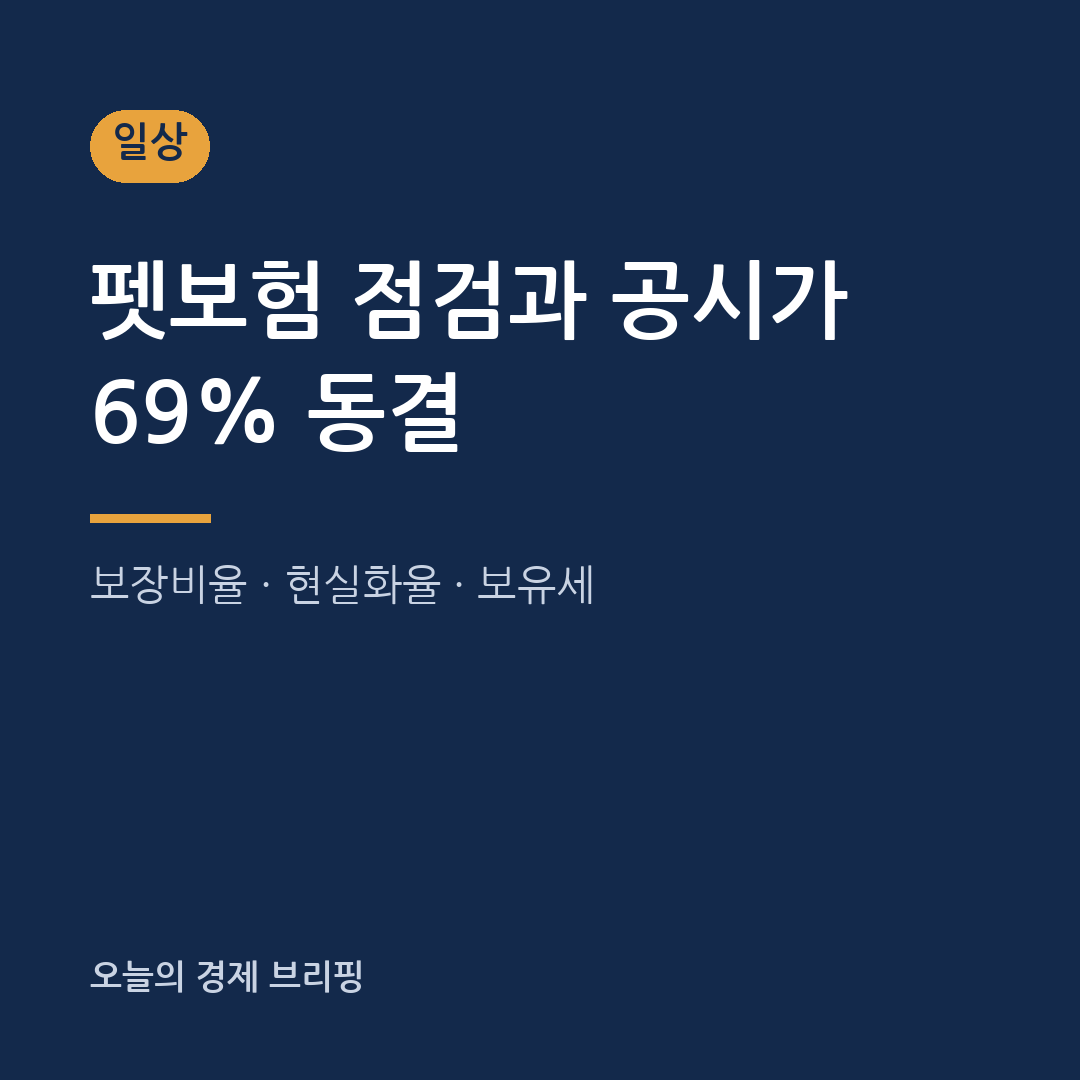 일상
펫보험 점검과 공시가
69% 동결
보장비율 · 현실화율 · 보유세
오늘의 경제 브리핑